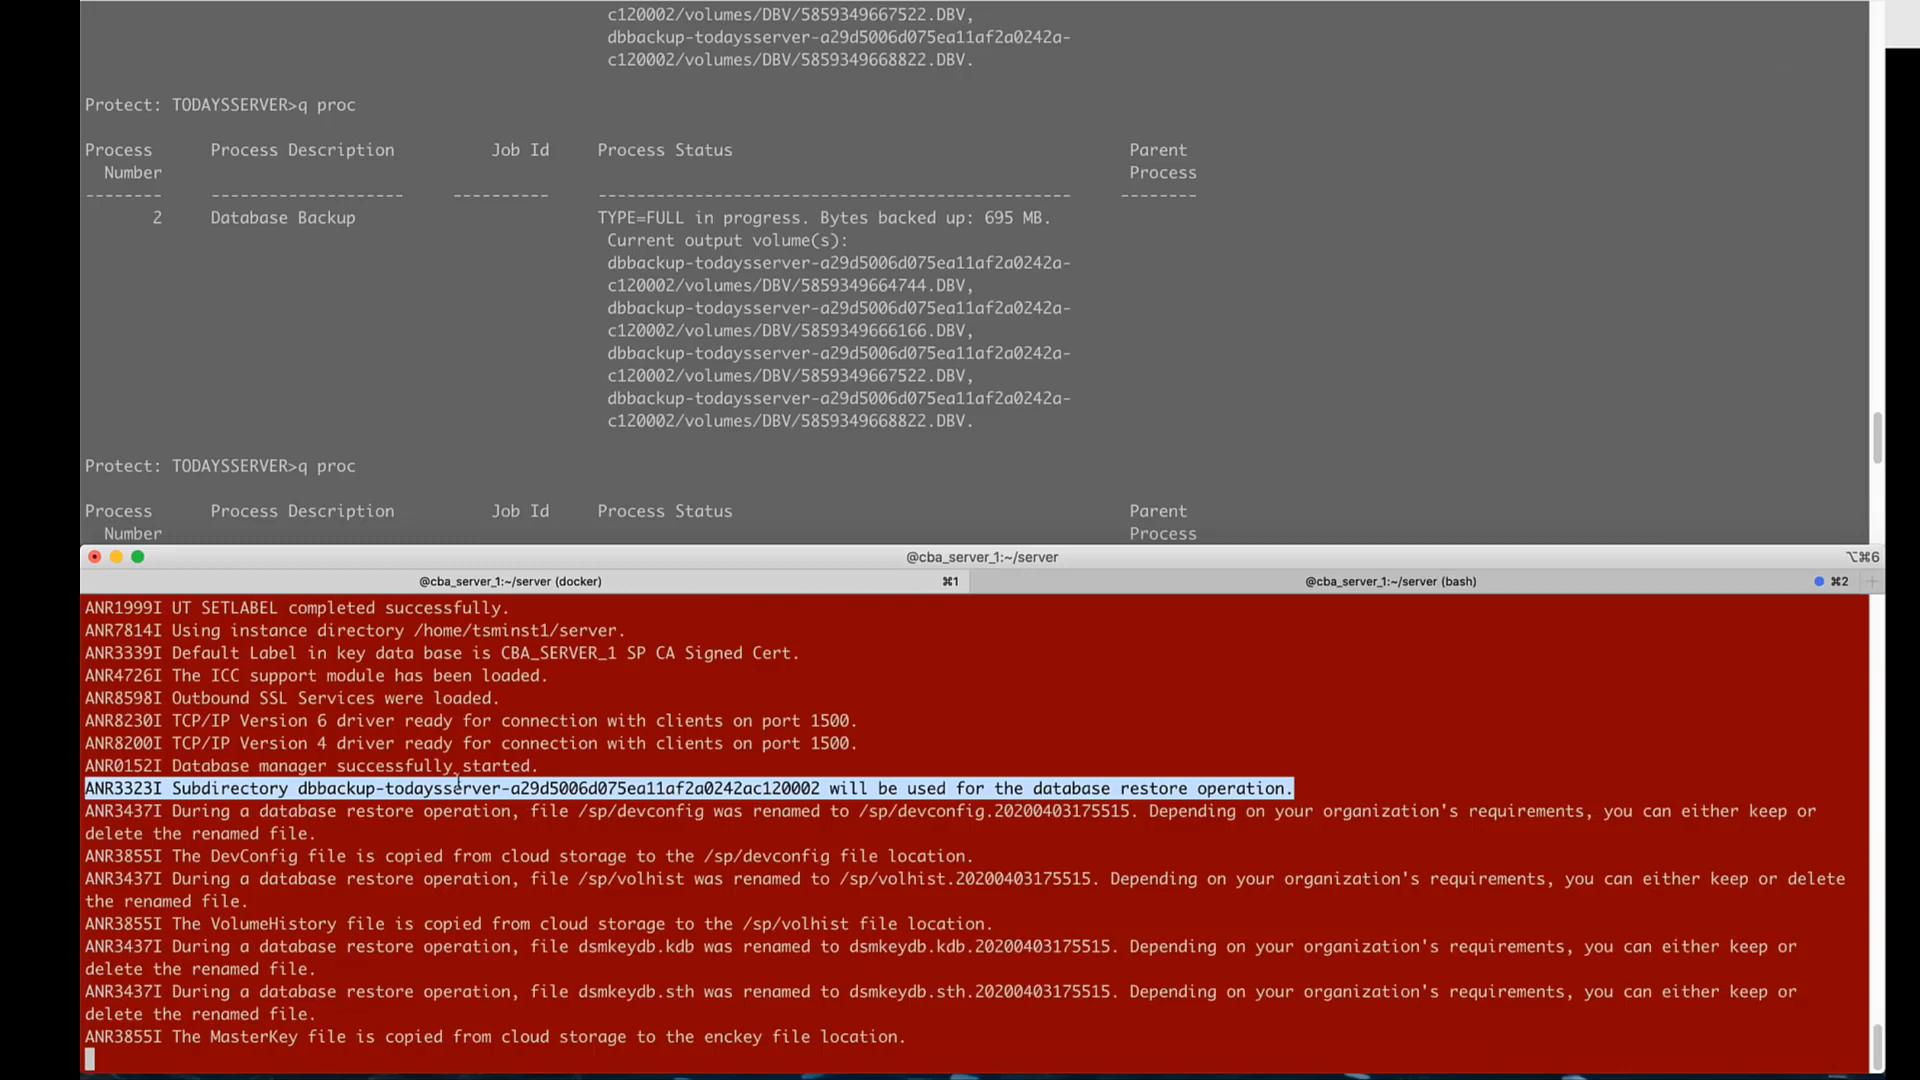 c120002/volumes/DBV/5859349667522.DBV,
dbbackup-todaysserver-a29d5006d075ea11af2a0242a-
c120002/volumes/DBV/5859349668822.DBV.
Protect: TODAYSSERVER>q proc
Process Process Description Job Id Process Status Parent
Number Process
-------- -------------------- ---------- ------------------------------------------------- --------
2 Database Backup TYPE=FULL in progress. Bytes backed up: 695 MB.
Current output volume(s):
dbbackup-todaysserver-a29d5006d075ea11af2a0242a-
c120002/volumes/DBV/5859349664744.DBV,
dbbackup-todaysserver-a29d5006d075ea11af2a0242a-
c120002/volumes/DBV/5859349666166.DBV,
dbbackup-todaysserver-a29d5006d075ea11af2a0242a-
c120002/volumes/DBV/5859349667522.DBV,
dbbackup-todaysserver-a29d5006d075ea11af2a0242a-
c120002/volumes/DBV/5859349668822.DBV.
Protect: TODAYSSERVER>q proc
Process Process Description Job Id Process Status Parent
Number Process
@cba_server_1:~/server ⌥⌘6
@cba_server_1:~/server (docker) ⌘1 @cba_server_1:~/server (bash) ⌘2 +
ANR1999I UT SETLABEL completed successfully.
ANR7814I Using instance directory /home/tsminst1/server.
ANR3339I Default Label in key data base is CBA_SERVER_1 SP CA Signed Cert.
ANR4726I The ICC support module has been loaded.
ANR8598I Outbound SSL Services were loaded.
ANR8230I TCP/IP Version 6 driver ready for connection with clients on port 1500.
ANR8200I TCP/IP Version 4 driver ready for connection with clients on port 1500.
ANR0152I Database manager successfully started.
ANR3323I Subdirectory dbbackup-todaysserver-a29d5006d075ea11af2a0242ac120002 will be used for the database restore operation.
ANR3437I During a database restore operation, file /sp/devconfig was renamed to /sp/devconfig.20200403175515. Depending on your organization's requirements, you can either keep or
delete the renamed file.
ANR3855I The DevConfig file is copied from cloud storage to the /sp/devconfig file location.
ANR3437I During a database restore operation, file /sp/volhist was renamed to /sp/volhist.20200403175515. Depending on your organization's requirements, you can either keep or delete
the renamed file.
ANR3855I The VolumeHistory file is copied from cloud storage to the /sp/volhist file location.
ANR3437I During a database restore operation, file dsmkeydb.kdb was renamed to dsmkeydb.kdb.20200403175515. Depending on your organization's requirements, you can either keep or
delete the renamed file.
ANR3437I During a database restore operation, file dsmkeydb.sth was renamed to dsmkeydb.sth.20200403175515. Depending on your organization's requirements, you can either keep or
delete the renamed file.
ANR3855I The MasterKey file is copied from cloud storage to the enckey file location.